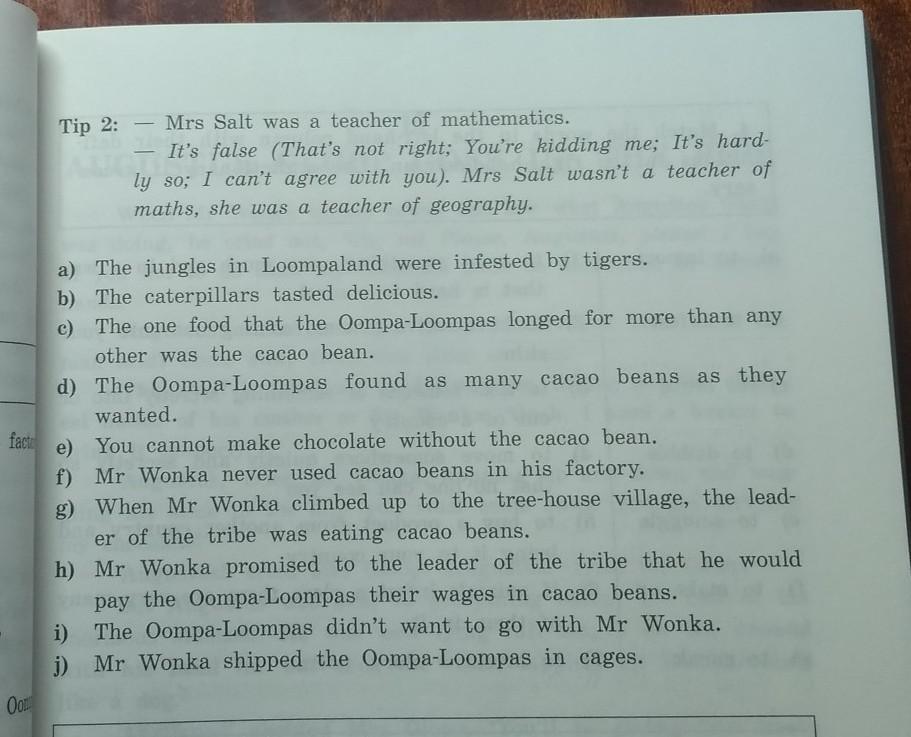 Tip 2: — Mrs Salt was a teacher of mathematics.
— It's false (That's not right; You're kidding me; It's hard-
ly so; I can't agree with you). Mrs Salt wasn't a teacher of
maths, she was a teacher of geography.
a) The jungles in Loompaland were infested by tigers.
b) The caterpillars tasted delicious.
c) The one food that the Oompa-Loompas longed for more than any
other was the cacao bean.
d) The Oompa-Loompas found as many cacao beans as they
wanted.
e) You cannot make chocolate without the cacao bean.
f) Mr Wonka never used cacao beans in his factory.
g) When Mr Wonka climbed up to the tree-house village, the lead-
er of the tribe was eating cacao beans.
h) Mr Wonka promised to the leader of the tribe that he would
pay the Oompa-Loompas their wages in cacao beans.
i) The Oompa-Loompas didn't want to go with Mr Wonka.
j) Mr Wonka shipped the Oompa-Loompas in cages.